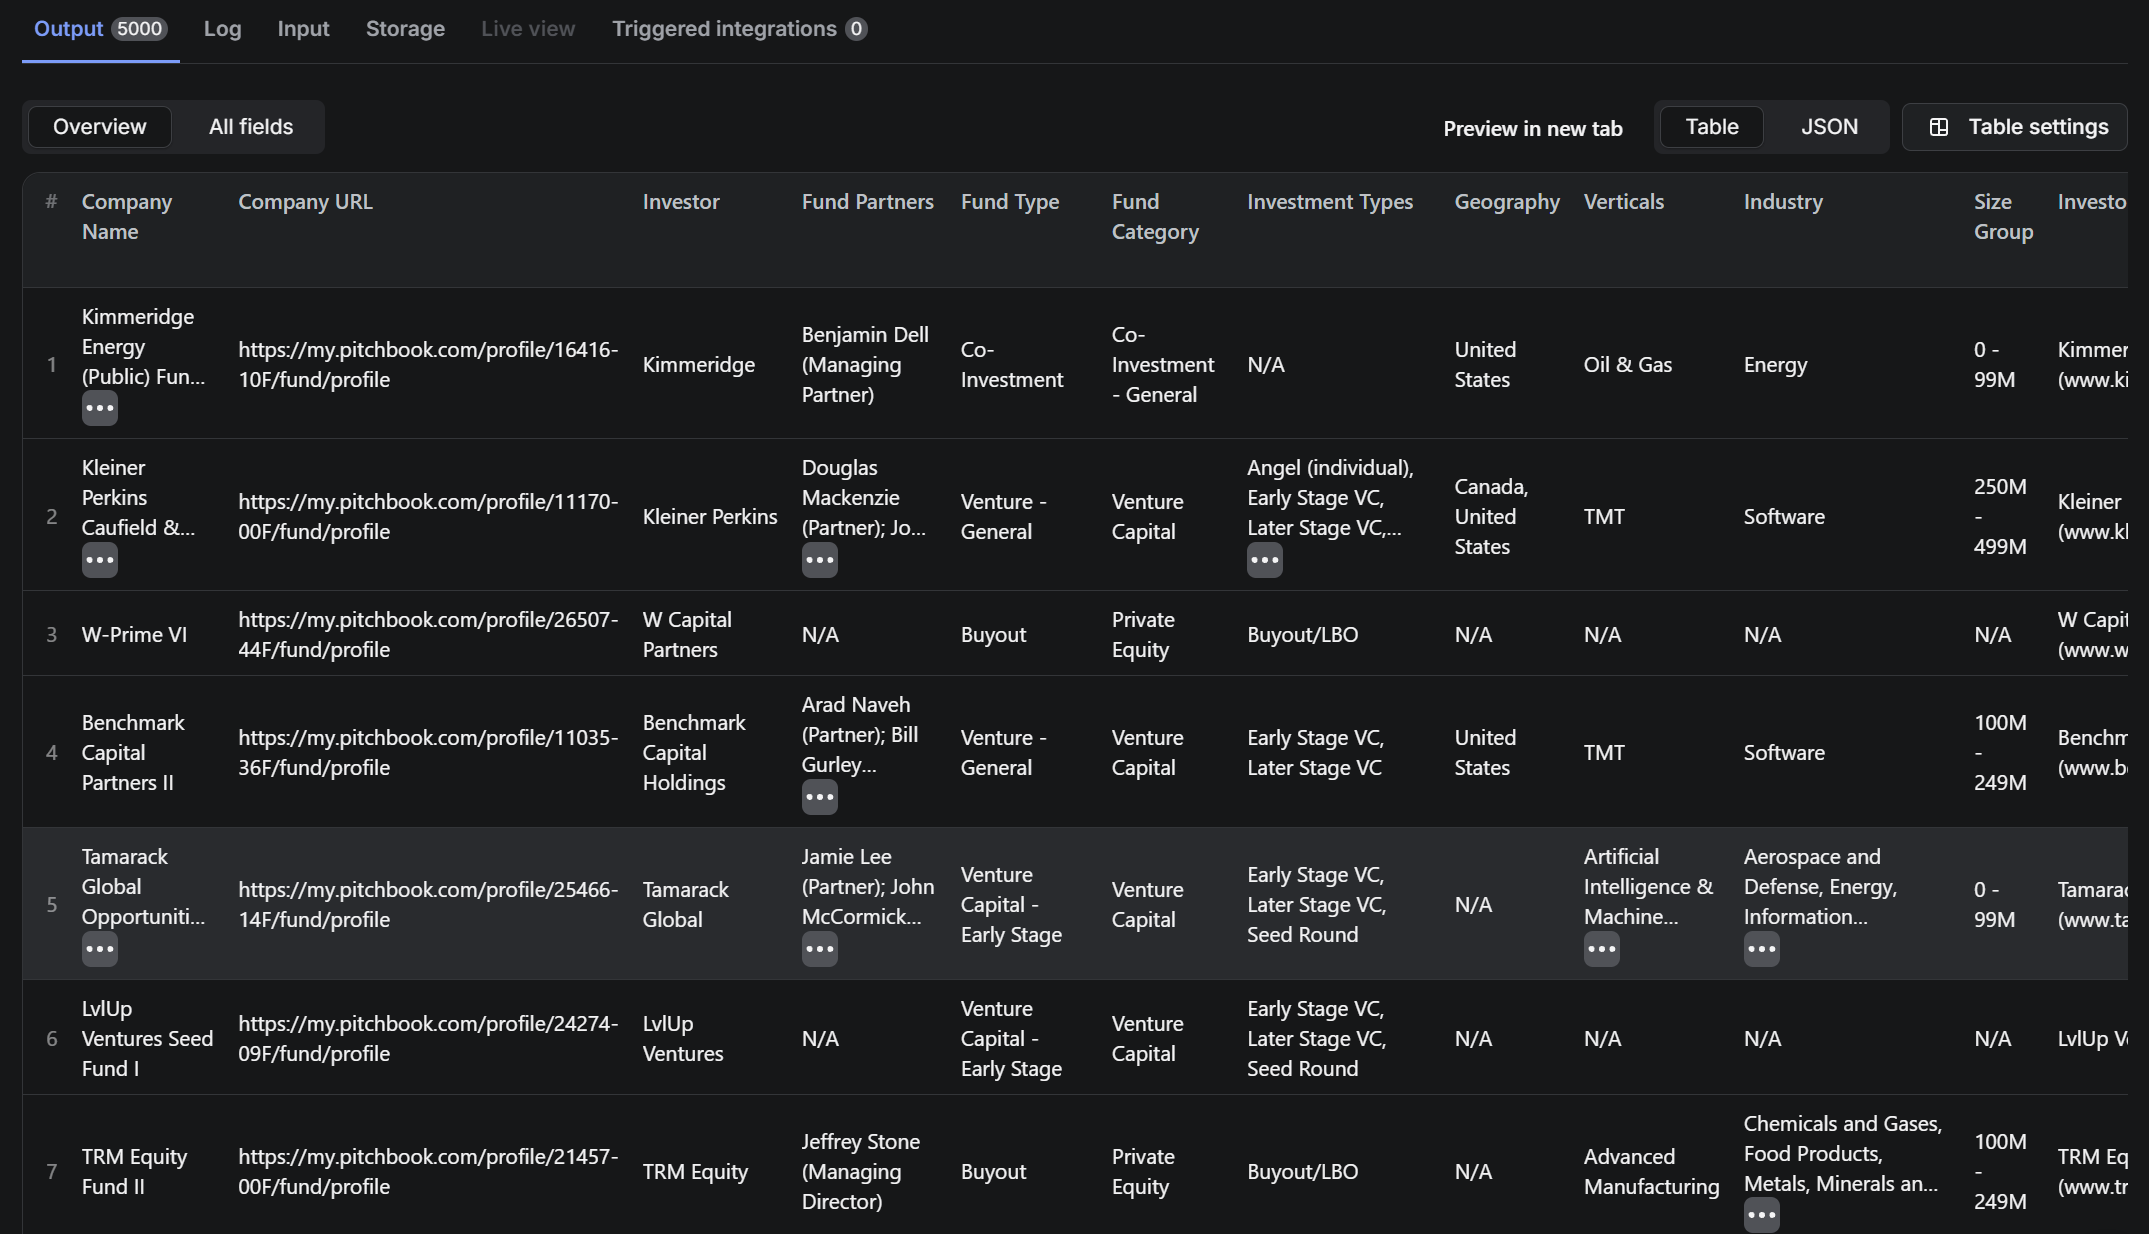 Output 5000 Log Input Storage Live view Triggered integrations 0
Overview All fields Preview in new tab Table JSON Table settings
# Company Name Company URL Investor Fund Partners Fund Type Fund Category Investment Types Geography Verticals Industry Size Group Investo
1 Kimmeridge Energy (Public) Fun... https://my.pitchbook.com/profile/16416-10F/fund/profile Kimmeridge Benjamin Dell (Managing Partner) Co-Investment Co-Investment - General N/A United States Oil & Gas Energy 0 - 99M Kimmer (www.ki
2 Kleiner Perkins Caufield &... https://my.pitchbook.com/profile/11170-00F/fund/profile Kleiner Perkins Douglas Mackenzie (Partner); Jo... Venture - General Venture Capital Angel (individual), Early Stage VC, Later Stage VC,... Canada, United States TMT Software 250M - 499M Kleiner (www.kl
3 W-Prime VI https://my.pitchbook.com/profile/26507-44F/fund/profile W Capital Partners N/A Buyout Private Equity Buyout/LBO N/A N/A N/A N/A W Capit (www.w
4 Benchmark Capital Partners II https://my.pitchbook.com/profile/11035-36F/fund/profile Benchmark Capital Holdings Arad Naveh (Partner); Bill Gurley... Venture - General Venture Capital Early Stage VC, Later Stage VC United States TMT Software 100M - 249M Benchm (www.be
5 Tamarack Global Opportuniti... https://my.pitchbook.com/profile/25466-14F/fund/profile Tamarack Global Jamie Lee (Partner); John McCormick... Venture Capital - Early Stage Venture Capital Early Stage VC, Later Stage VC, Seed Round N/A Artificial Intelligence & Machine... Aerospace and Defense, Energy, Information... 0 - 99M Tamarac (www.ta
6 LvlUp Ventures Seed Fund I https://my.pitchbook.com/profile/24274-09F/fund/profile LvlUp Ventures N/A Venture Capital - Early Stage Venture Capital Early Stage VC, Later Stage VC, Seed Round N/A N/A N/A N/A LvlUp Ve
7 TRM Equity Fund II https://my.pitchbook.com/profile/21457-00F/fund/profile TRM Equity Jeffrey Stone (Managing Director) Buyout Private Equity Buyout/LBO N/A Advanced Manufacturing Chemicals and Gases, Food Products, Metals, Minerals an... 100M - 249M TRM Eq (www.tr